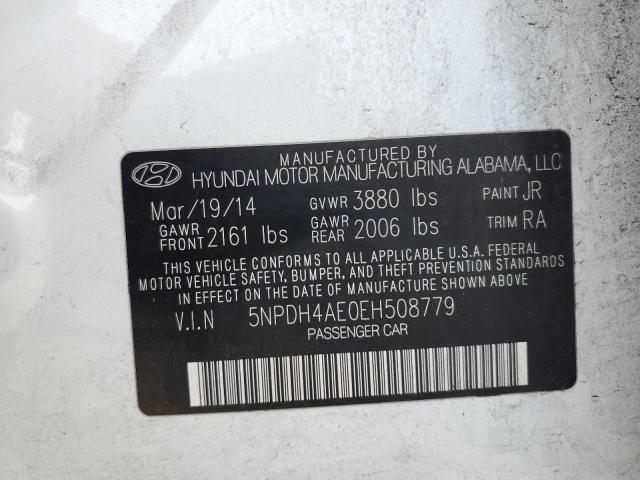 MANUFACTURED BY
HYUNDAI MOTOR MANUFACTURING ALABAMA, LLC
Mar/19/14 GVWR 3880 lbs PAINT JR
GAWR FRONT 2161 lbs GAWR REAR 2006 lbs TRIM RA
THIS VEHICLE CONFORMS TO ALL APPLICABLE U.S.A. FEDERAL
MOTOR VEHICLE SAFETY, BUMPER, AND THEFT PREVENTION STANDARDS
IN EFFECT ON THE DATE OF MANUFACTURE SHOWN ABOVE.
V.I.N 5NPDH4AE0EH508779
PASSENGER CAR